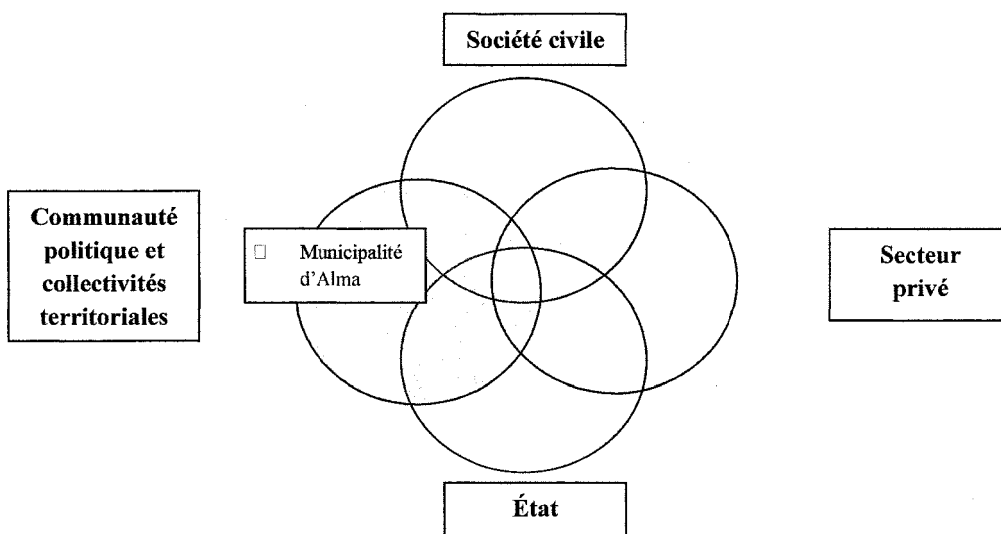 Société civile
Communauté
politique et
collectivités
territoriales
Municipalité
d'Alma
Secteur
privé
État